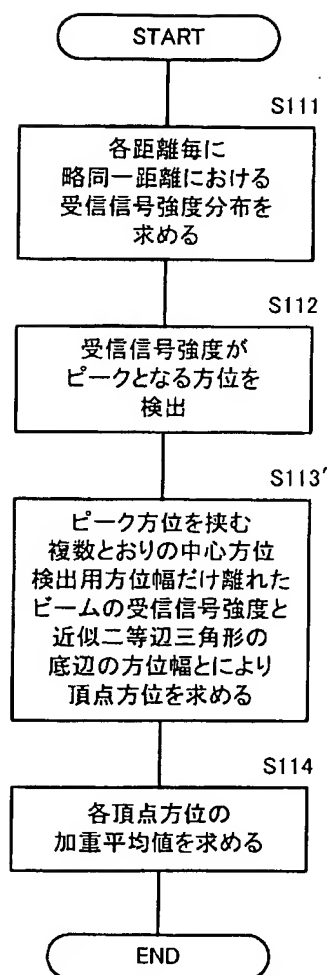 START
S111
各距離毎に
略同一距離における
受信信号強度分布を
求める
S112
受信信号強度が
ピークとなる方位を
検出
S113'
ピーク方位を挟む
複数とおりの中心方位
検出用方位幅だけ離れた
ビームの受信信号強度と
近似二等辺三角形の
底辺の方位幅とにより
頂点方位を求める
S114
各頂点方位の
加重平均値を求める
END